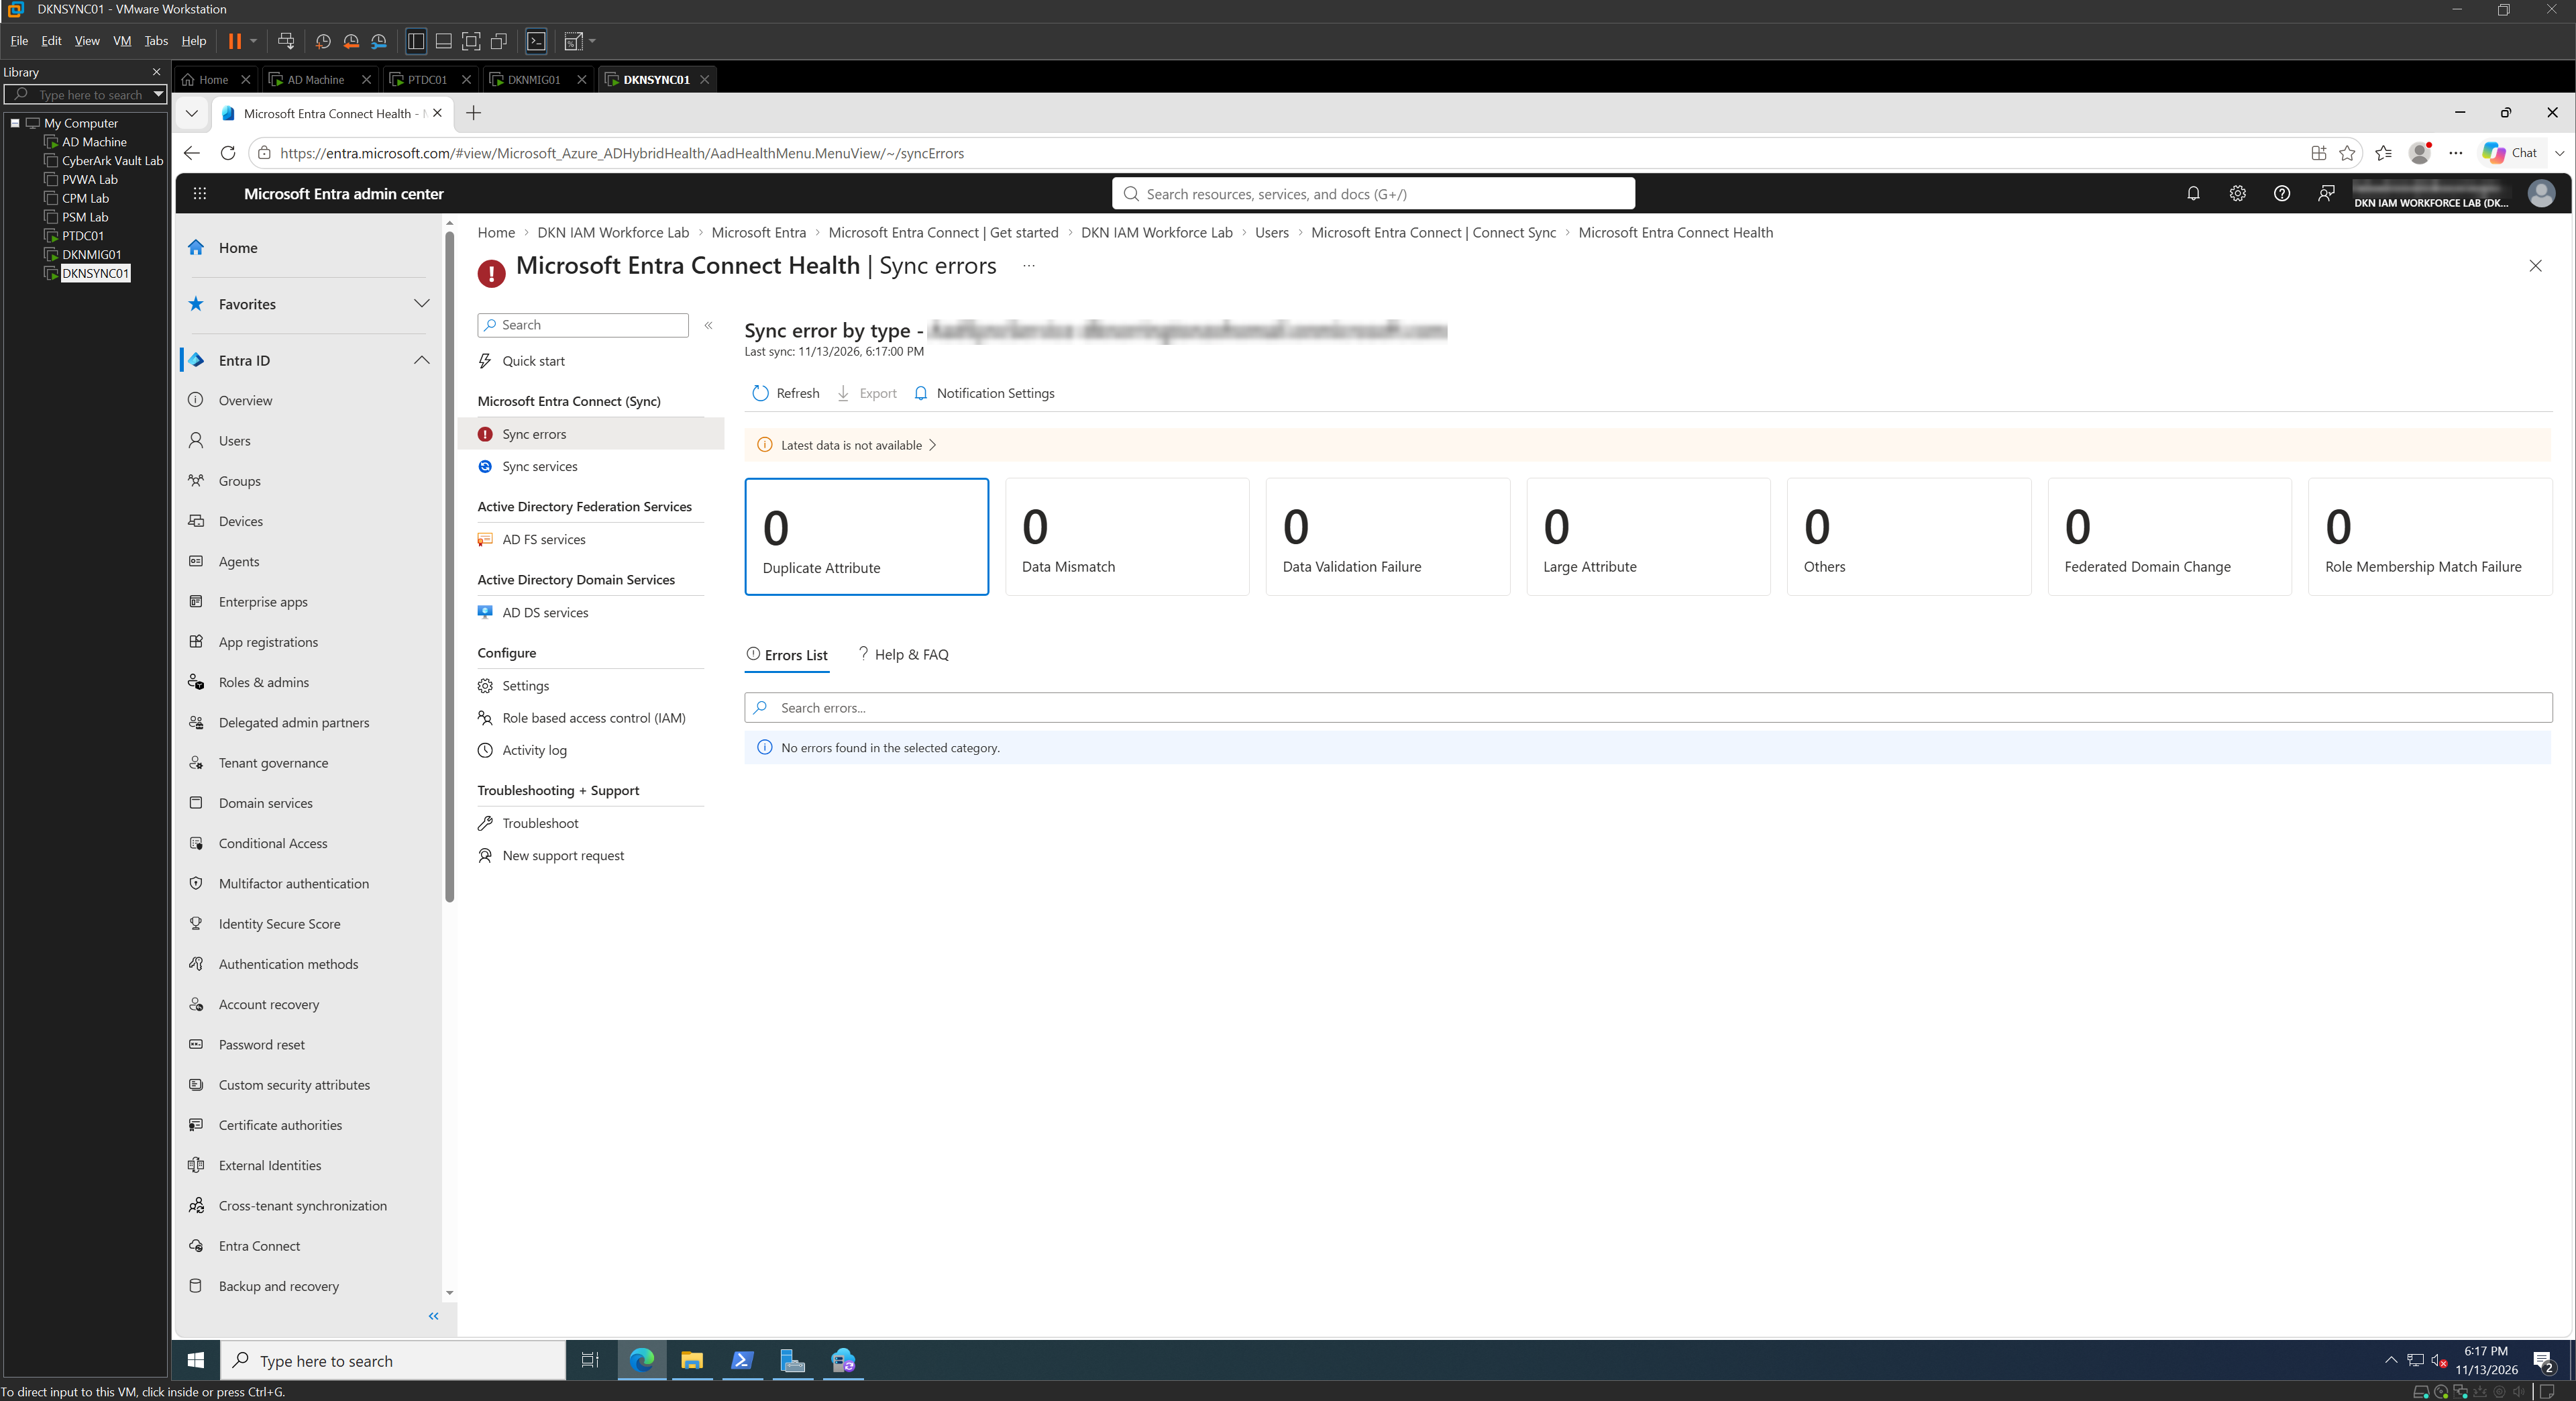 DKNSYNC01 - VMware Workstation
File Edit View VM Tabs Help
Library
Type here to search
My Computer
AD Machine
CyberArk Vault Lab
PVWA Lab
CPM Lab
PSM Lab
PTDC01
DKNMIG01
DKNSYNC01
Home AD Machine PTDC01 DKNMIG01 DKNSYNC01
Microsoft Entra Connect Health -
https://entra.microsoft.com/#view/Microsoft_Azure_ADHybridHealth/AadHealthMenu.MenuView/~/syncErrors
Chat
Microsoft Entra admin center
Search resources, services, and docs (G+/)
DKN IAM WORKFORCE LAB (DK...
Home
Favorites
Entra ID
Overview
Users
Groups
Devices
Agents
Enterprise apps
App registrations
Roles & admins
Delegated admin partners
Tenant governance
Domain services
Conditional Access
Multifactor authentication
Identity Secure Score
Authentication methods
Account recovery
Password reset
Custom security attributes
Certificate authorities
External Identities
Cross-tenant synchronization
Entra Connect
Backup and recovery
Home > DKN IAM Workforce Lab > Microsoft Entra > Microsoft Entra Connect | Get started > DKN IAM Workforce Lab > Users > Microsoft Entra Connect | Connect Sync > Microsoft Entra Connect Health
Microsoft Entra Connect Health | Sync errors ...
Search
Quick start
Microsoft Entra Connect (Sync)
Sync errors
Sync services
Active Directory Federation Services
AD FS services
Active Directory Domain Services
AD DS services
Configure
Settings
Role based access control (IAM)
Activity log
Troubleshooting + Support
Troubleshoot
New support request
Sync error by type -
Last sync: 11/13/2026, 6:17:00 PM
Refresh Export Notification Settings
Latest data is not available
0
Duplicate Attribute
0
Data Mismatch
0
Data Validation Failure
0
Large Attribute
0
Others
0
Federated Domain Change
0
Role Membership Match Failure
Errors List Help & FAQ
Search errors...
No errors found in the selected category.
Type here to search
6:17 PM
11/13/2026
2
To direct input to this VM, click inside or press Ctrl+G.